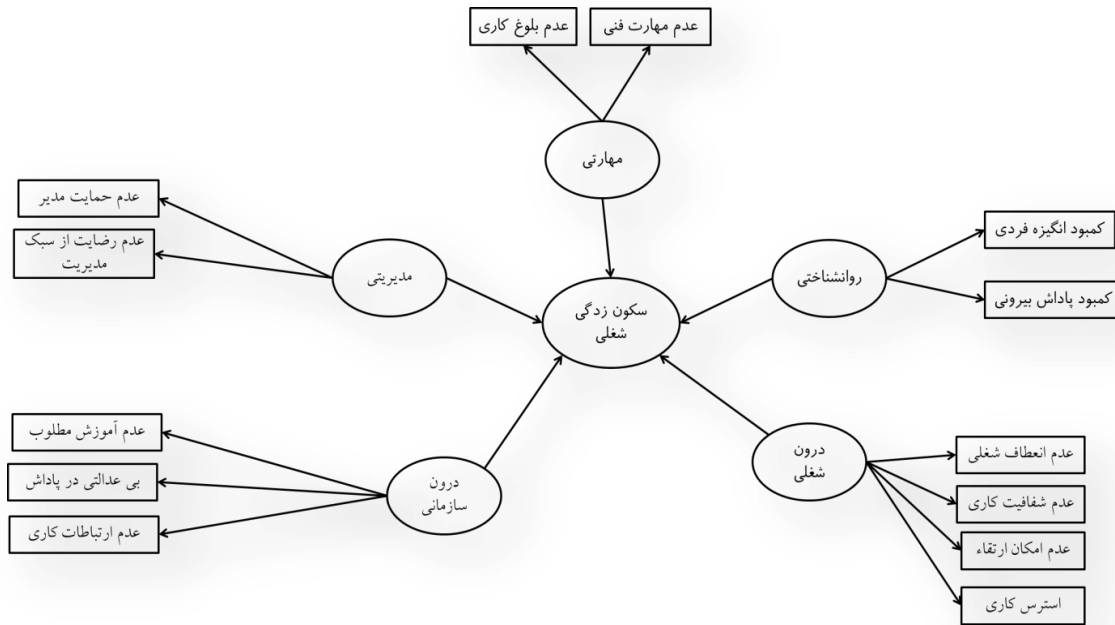 عدم مهارت فنی
عدم بلوغ کاری
مهارتی
عدم حمایت مدیر
عدم رضایت از سبک
مدیریت
مدیریتی
کمبود انگیزه فردی
کمبود پاداش بیرونی
روانشناختی
سکون زدگی
شغلی
عدم آموزش مطلوب
بی عدالتی در پاداش
عدم ارتباطات کاری
درون
سازمانی
درون
شغلی
عدم انعطاف شغلی
عدم شفافیت کاری
عدم امکان ارتقاء
استرس کاری